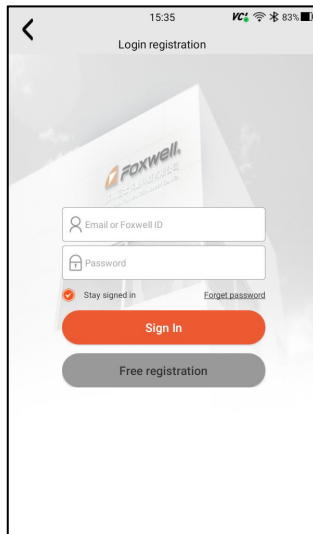 15:35
VCI
83%
Login registration
FOXWELL
Email or Foxwell ID
Password
Stay signed in
Forget password
Sign In
Free registration